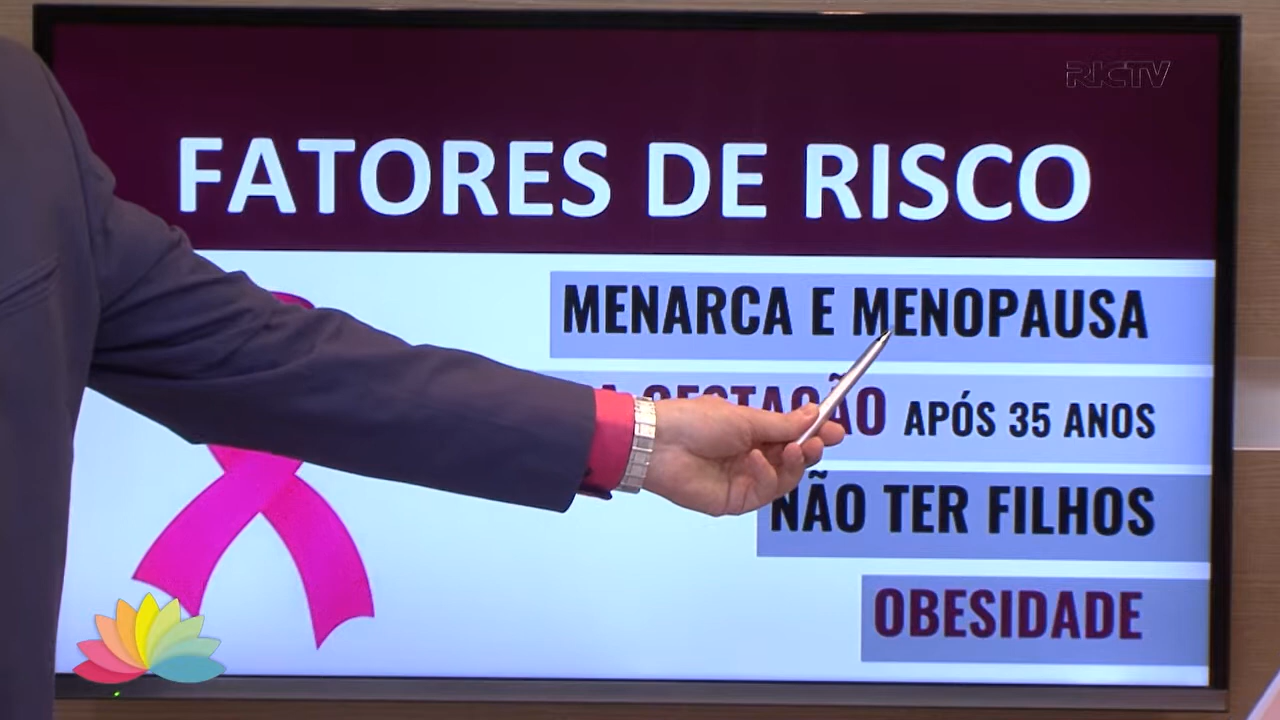 RICTV
FATORES DE RISCO
MENARCA E MENOPAUSA
APÓS 35 ANOS
NÃO TER FILHOS
OBESIDADE